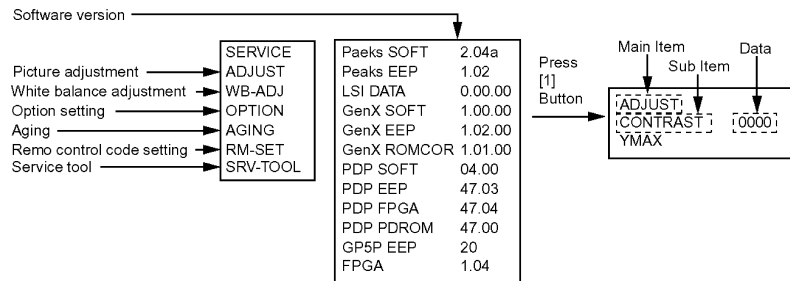 Software version
SERVICE
Picture adjustment ADJUST
White balance adjustment WB-ADJ
Option setting OPTION
Aging AGING
Remo control code setting RM-SET
Service tool SRV-TOOL
Paeks SOFT 2.04a
Peaks EEP 1.02
LSI DATA 0.00.00
GenX SOFT 1.00.00
GenX EEP 1.02.00
GenX ROMCOR 1.01.00
PDP SOFT 04.00
PDP EEP 47.03
PDP FPGA 47.04
PDP PDROM 47.00
GP5P EEP 20
FPGA 1.04
Press
[1]
Button
Main Item
Sub Item
Data
ADJUST
CONTRAST 0000
YMAX